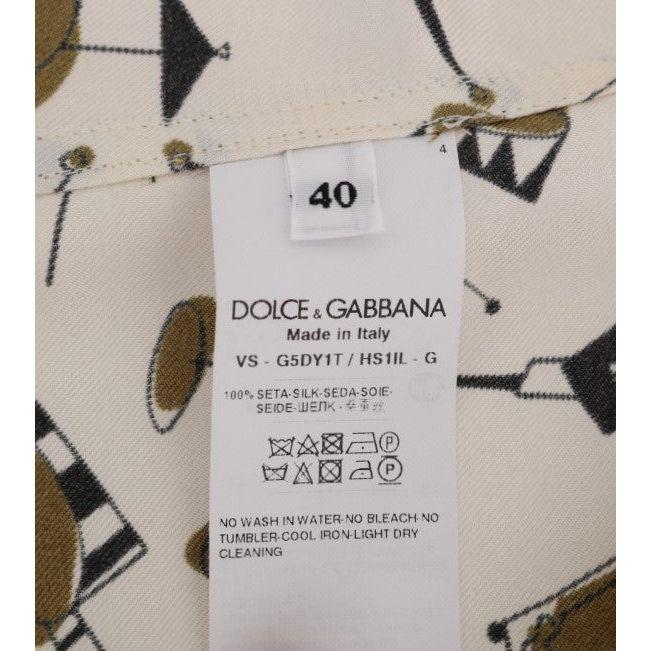 4
40
DOLCE & GABBANA
Made in Italy
VS - G5DY1T / HS1IL - G
100% SETA-SILK-SEDA-SOIE-
SEIDE-ШЕЛК -
P
P
NO WASH IN WATER-NO BLEACH-NO
TUMBLER-COOL IRON-LIGHT DRY
CLEANING